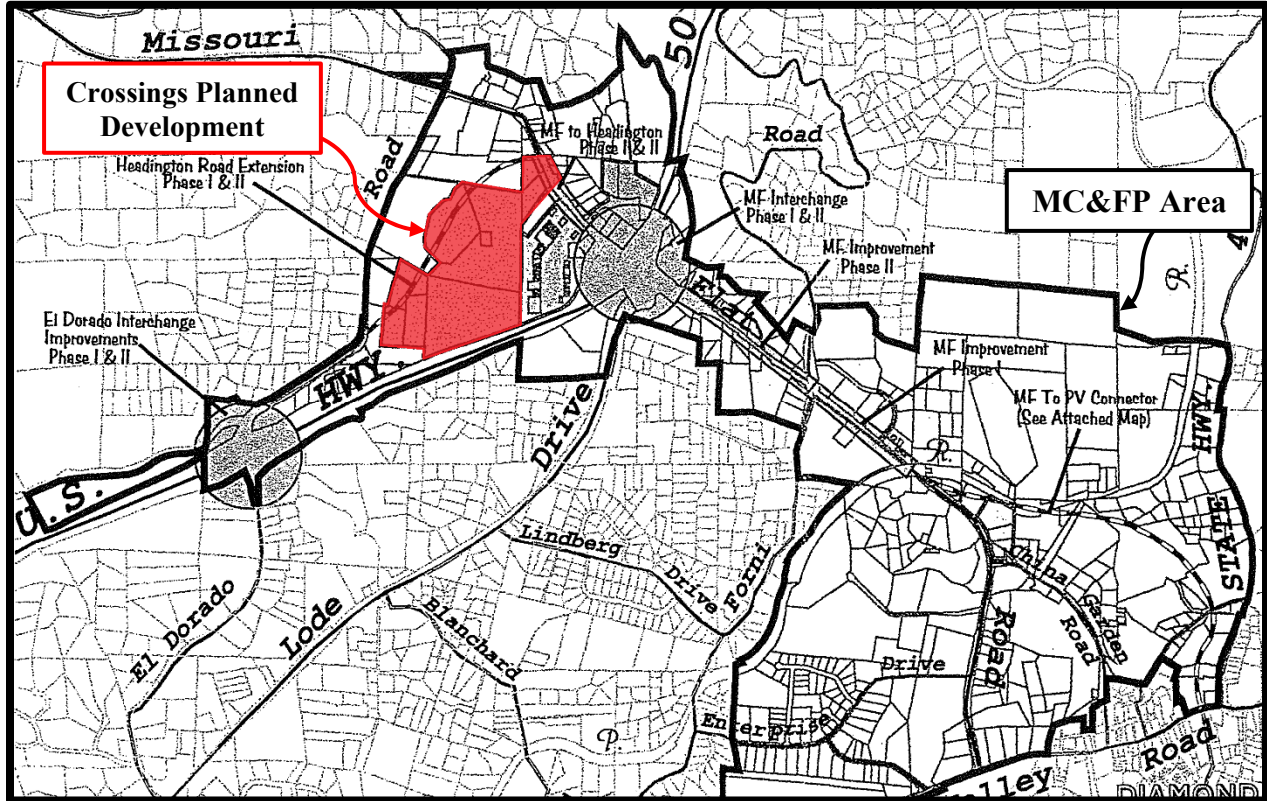 Missouri
50
Crossings Planned
Development
MF to Headington
Phase I & II
Road
Headington Road Extension
Phase I & II
Road
MC&FP Area
MF Interchange
Phase I & II
MF Improvement
Phase II
R.
4
El Dorado Interchange
Improvements
Phase I & II
HWY.
U.S.
MF Improvement
Phase I
MF To PV Connector
(See Attached Map)
R.
HWY.
STATE
Drive
Lindberg
Drive
Forni
China
Garden
Road
El Dorado
Lode
Blanchard
Road
Drive
Enterprise
P.
Road
alley
DIAMOND